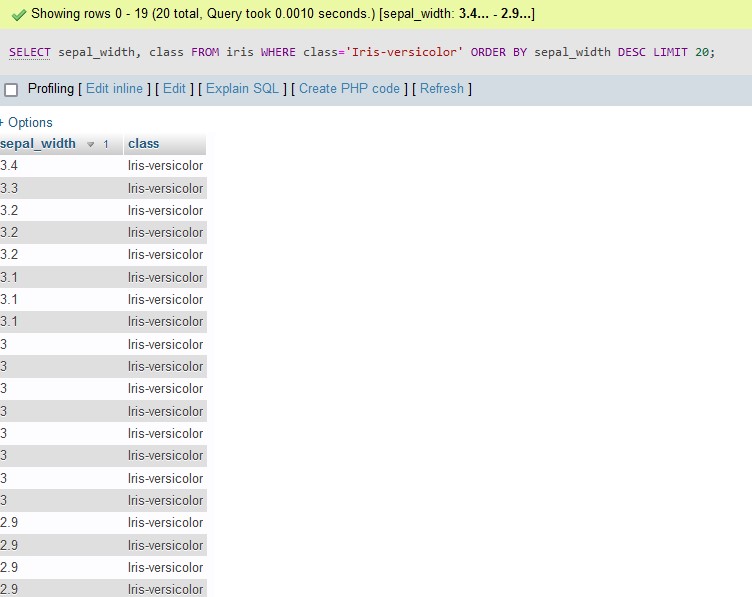 Showing rows 0 - 19 (20 total, Query took 0.0010 seconds.) [sepal_width: 3.4... - 2.9...]
SELECT sepal_width, class FROM iris WHERE class='Iris-versicolor' ORDER BY sepal_width DESC LIMIT 20;
Profiling [ Edit inline ] [ Edit ] [ Explain SQL ] [ Create PHP code ] [ Refresh ]
+ Options
sepal_width 1 class
3.4 Iris-versicolor
3.3 Iris-versicolor
3.2 Iris-versicolor
3.2 Iris-versicolor
3.2 Iris-versicolor
3.1 Iris-versicolor
3.1 Iris-versicolor
3.1 Iris-versicolor
3 Iris-versicolor
3 Iris-versicolor
3 Iris-versicolor
3 Iris-versicolor
3 Iris-versicolor
3 Iris-versicolor
3 Iris-versicolor
3 Iris-versicolor
2.9 Iris-versicolor
2.9 Iris-versicolor
2.9 Iris-versicolor
2.9 Iris-versicolor